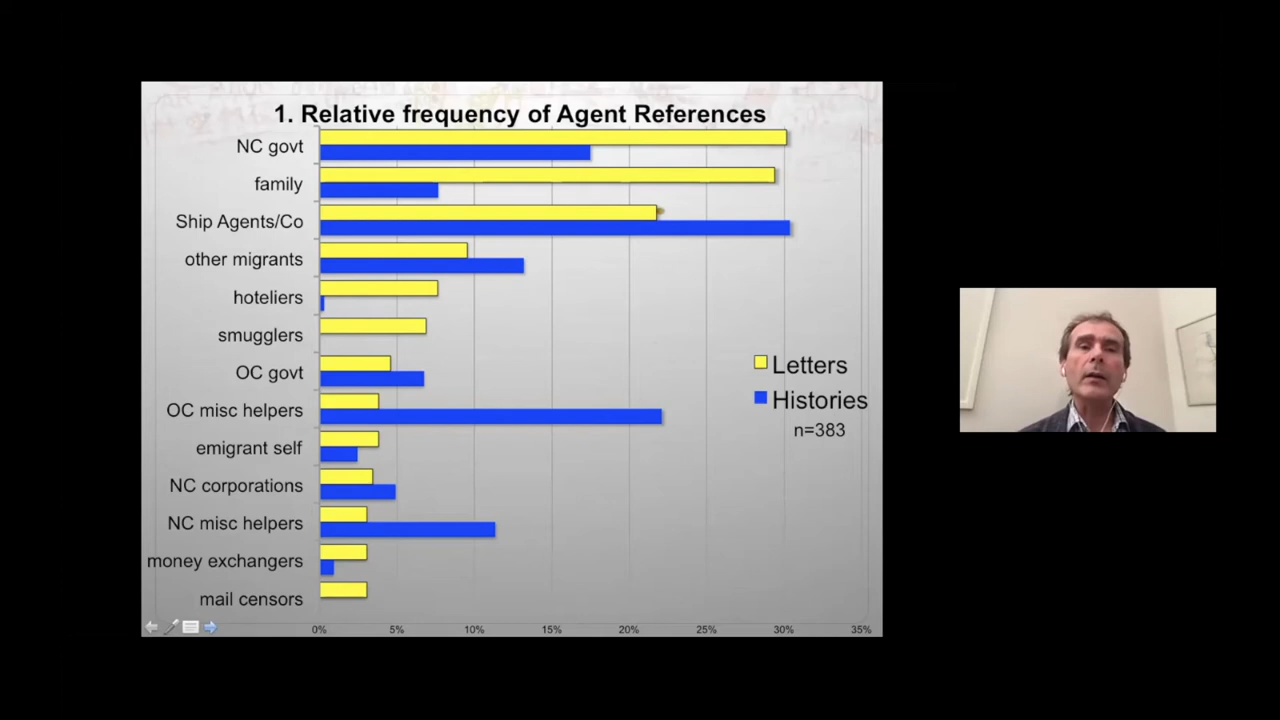 1. Relative frequency of Agent References
NC govt
family
Ship Agents/Co
other migrants
hoteliers
smugglers
OC govt
OC misc helpers
emigrant self
NC corporations
NC misc helpers
money exchangers
mail censors
Letters
Histories
n=383
0% 5% 10% 15% 20% 25% 30% 35%